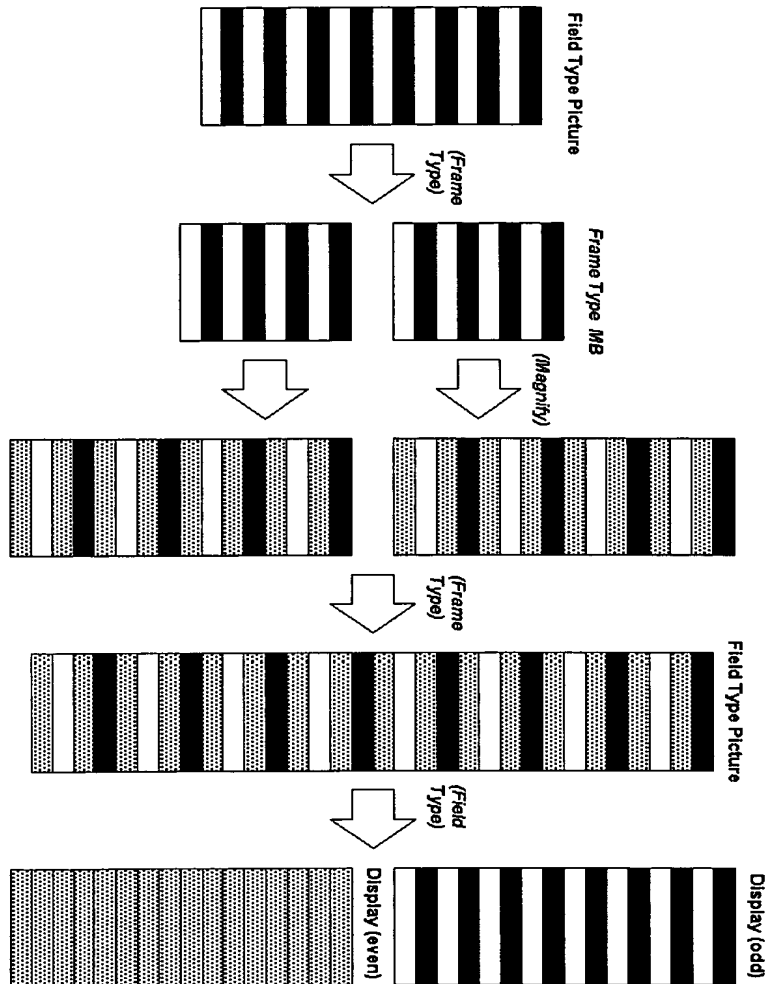 Field Type Picture
(Frame
Type)
Frame Type MB
(Magnify)
(Frame
Type)
Field Type Picture
(Field
Type)
Display (odd)
Display (even)